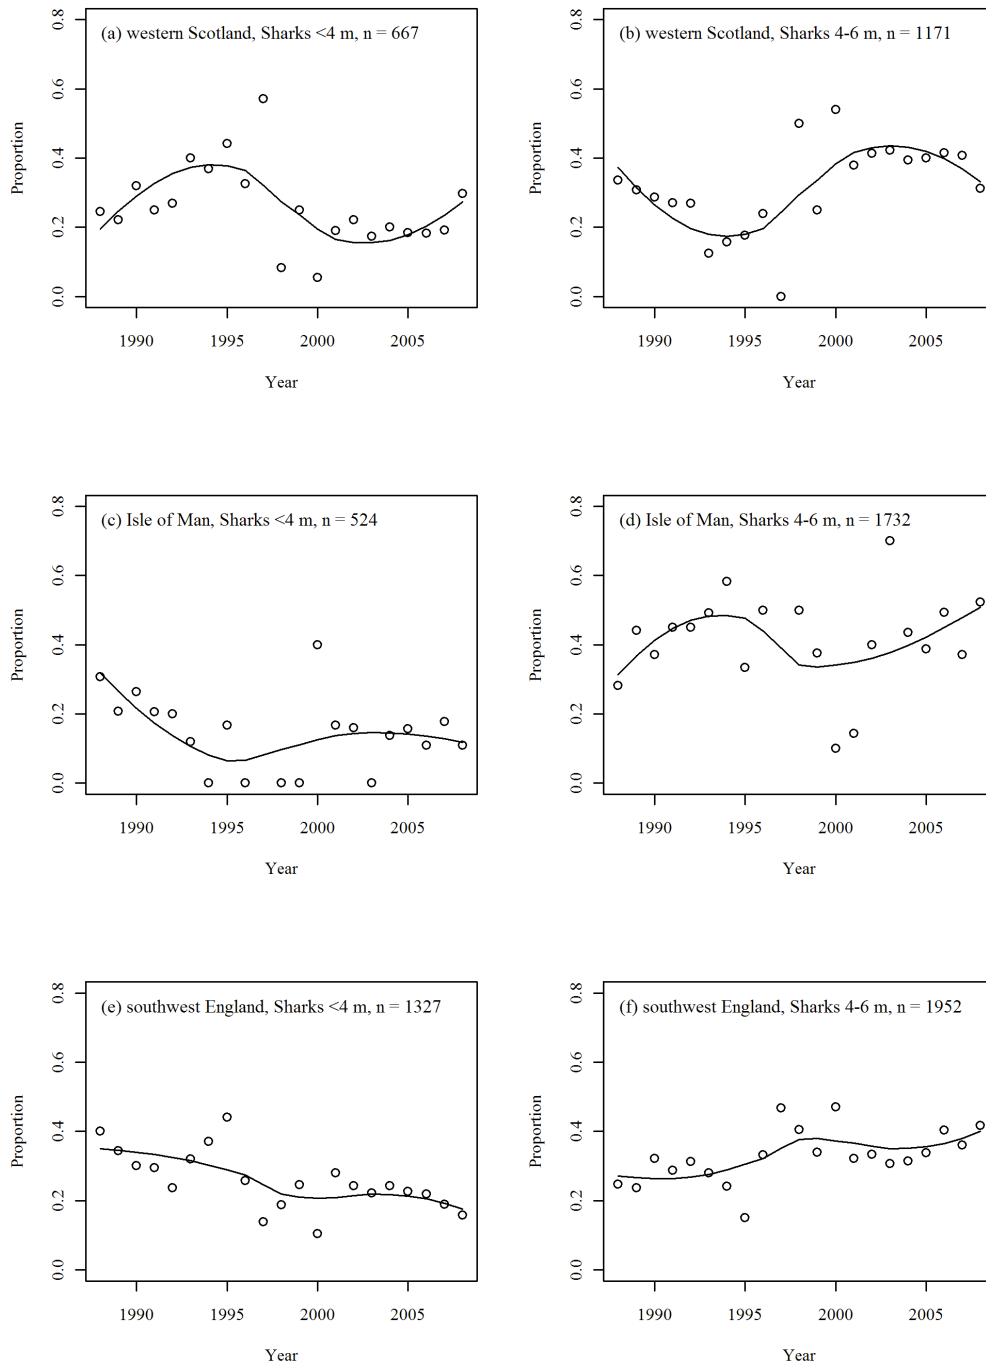 (a) western Scotland, Sharks <4 m, n = 667
Proportion
0.0 0.2 0.4 0.6 0.8
1990 1995 2000 2005
Year
(b) western Scotland, Sharks 4-6 m, n = 1171
Proportion
0.0 0.2 0.4 0.6 0.8
1990 1995 2000 2005
Year
(c) Isle of Man, Sharks <4 m, n = 524
Proportion
0.0 0.2 0.4 0.6 0.8
1990 1995 2000 2005
Year
(d) Isle of Man, Sharks 4-6 m, n = 1732
Proportion
0.0 0.2 0.4 0.6 0.8
1990 1995 2000 2005
Year
(e) southwest England, Sharks <4 m, n = 1327
Proportion
0.0 0.2 0.4 0.6 0.8
1990 1995 2000 2005
Year
(f) southwest England, Sharks 4-6 m, n = 1952
Proportion
0.0 0.2 0.4 0.6 0.8
1990 1995 2000 2005
Year